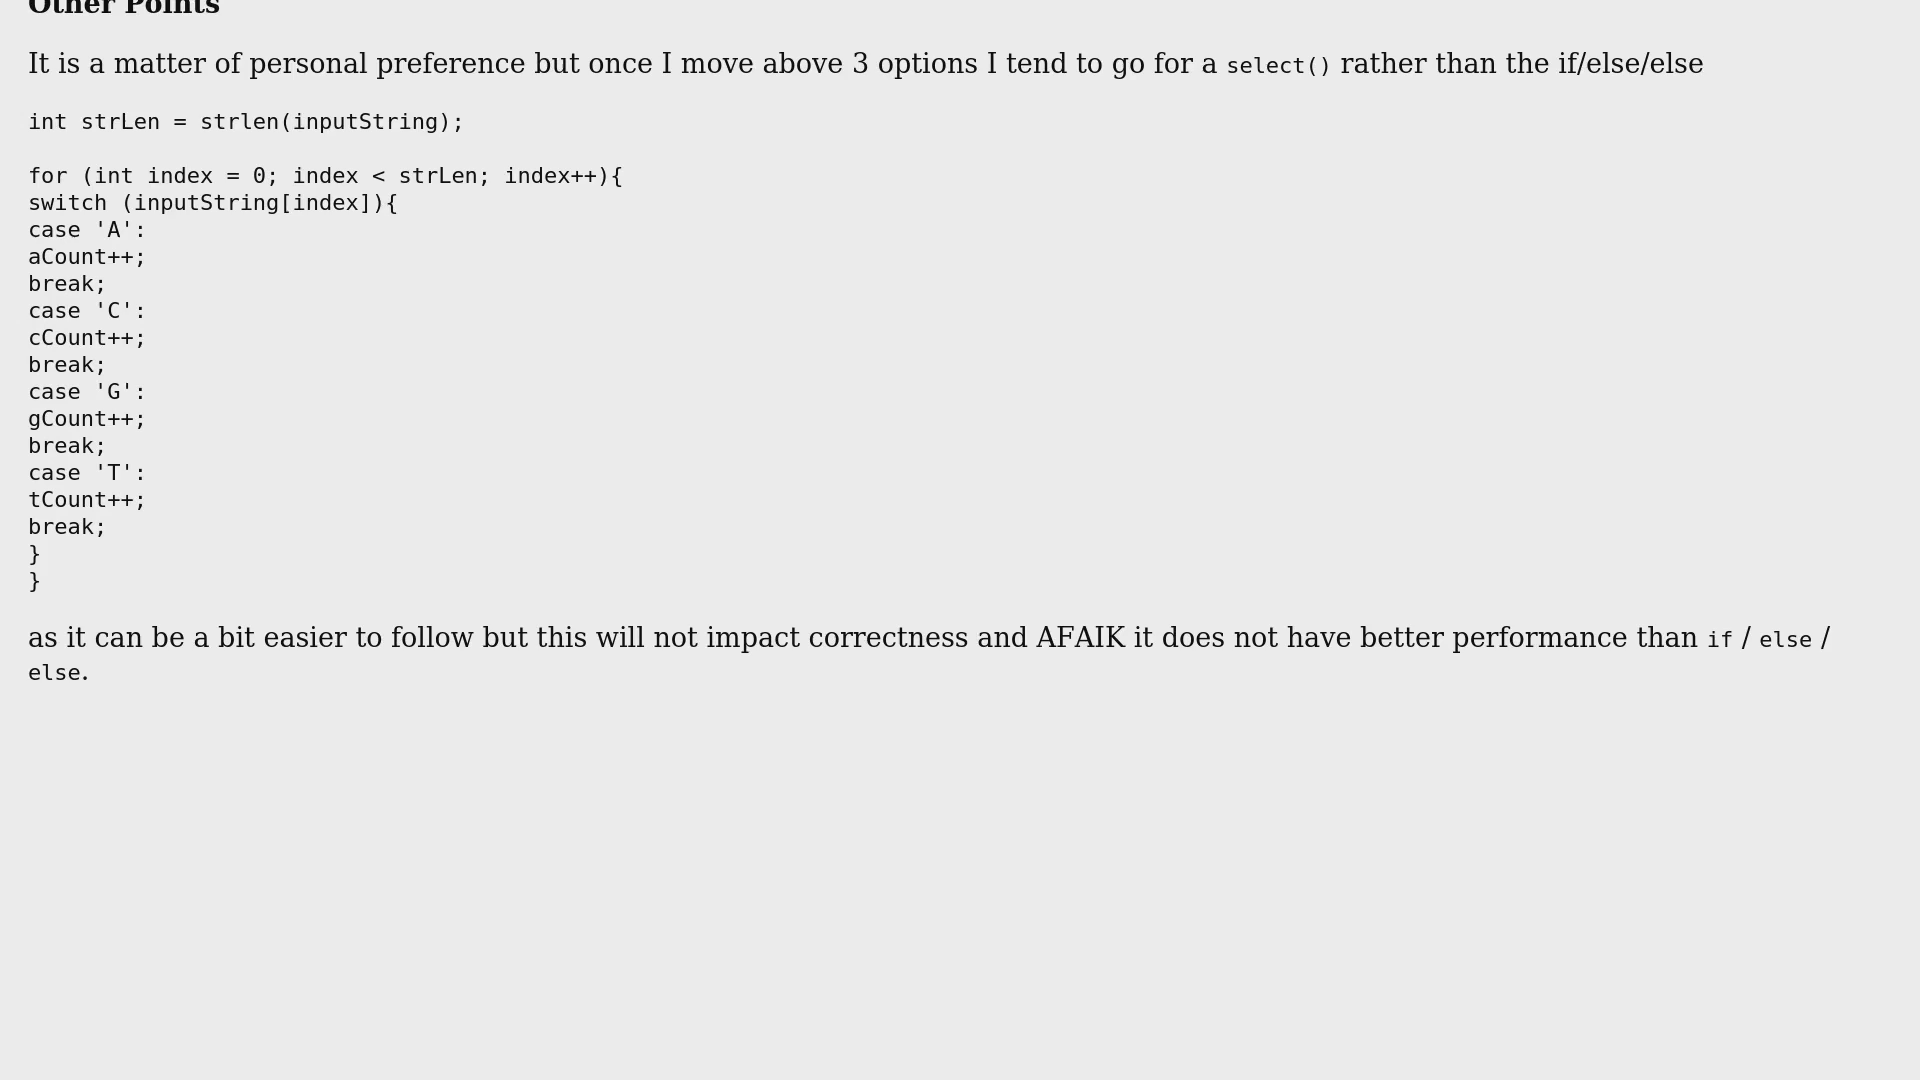 Other Points
It is a matter of personal preference but once I move above 3 options I tend to go for a select() rather than the if/else/else
int strLen = strlen(inputString);
for (int index = 0; index < strLen; index++){
switch (inputString[index]){
case 'A':
aCount++;
break;
case 'C':
cCount++;
break;
case 'G':
gCount++;
break;
case 'T':
tCount++;
break;
}
}
as it can be a bit easier to follow but this will not impact correctness and AFAIK it does not have better performance than if / else /
else.